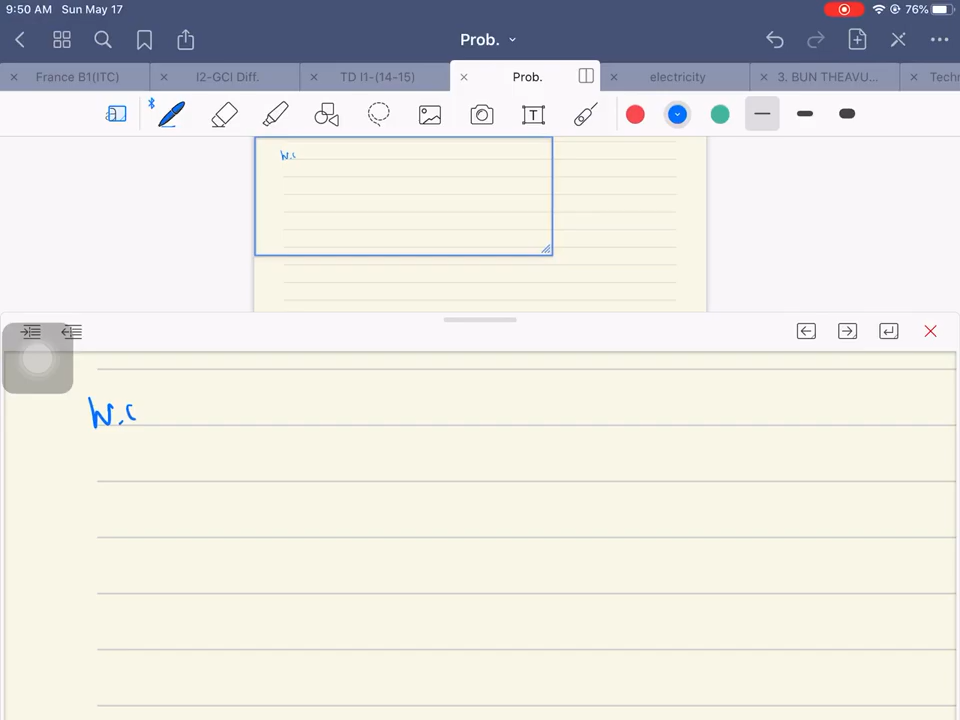 9:50 AM Sun May 17
76%
Prob.
France B1(ITC)
I2-GCI Diff.
TD I1-(14-15)
Prob.
electricity
3. BUN THEAVU...
Techn
W.C
W.C